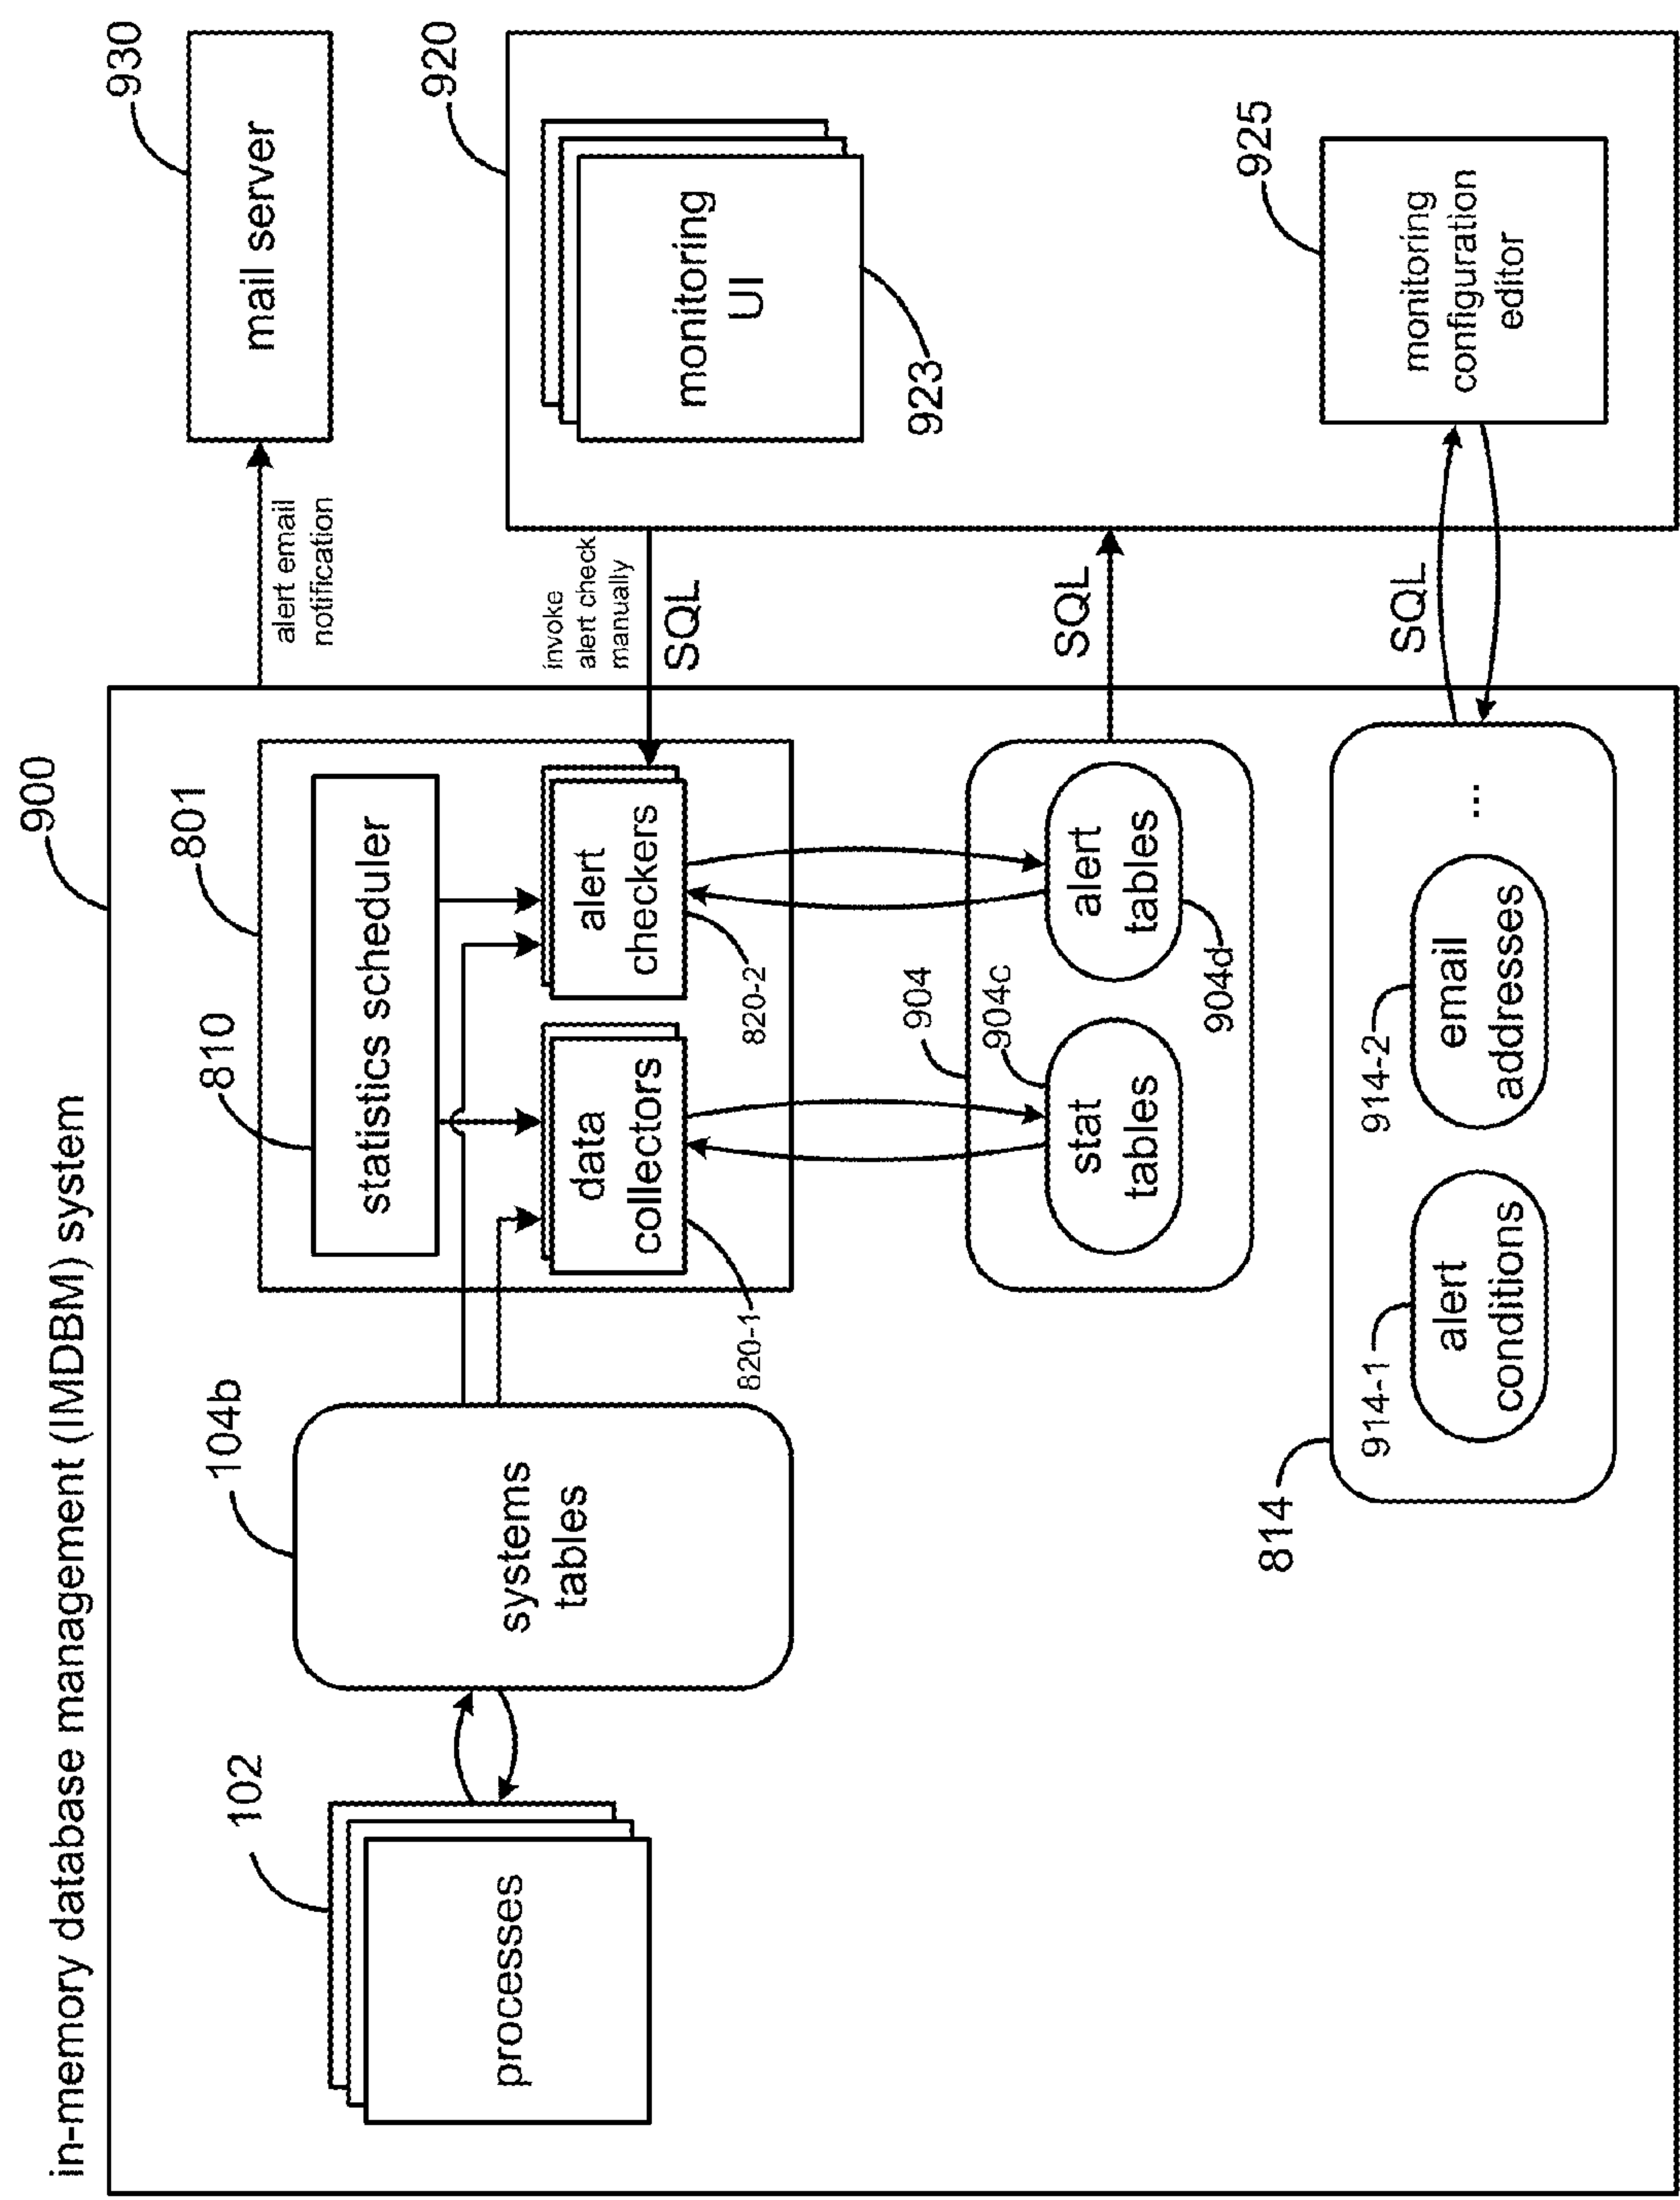 in-memory database management (IMDBM) system
900
930
mail server
alert email
notification
801
810
statistics scheduler
102
processes
104b
systems
tables
data
collectors
820-1
alert
checkers
820-2
invoke
alert check
manually
SQL
920
monitoring
UI
923
904
904c
stat
tables
alert
tables
904d
SQL
814
914-1
alert
conditions
914-2
email
addresses
...
SQL
925
monitoring
configuration
editor